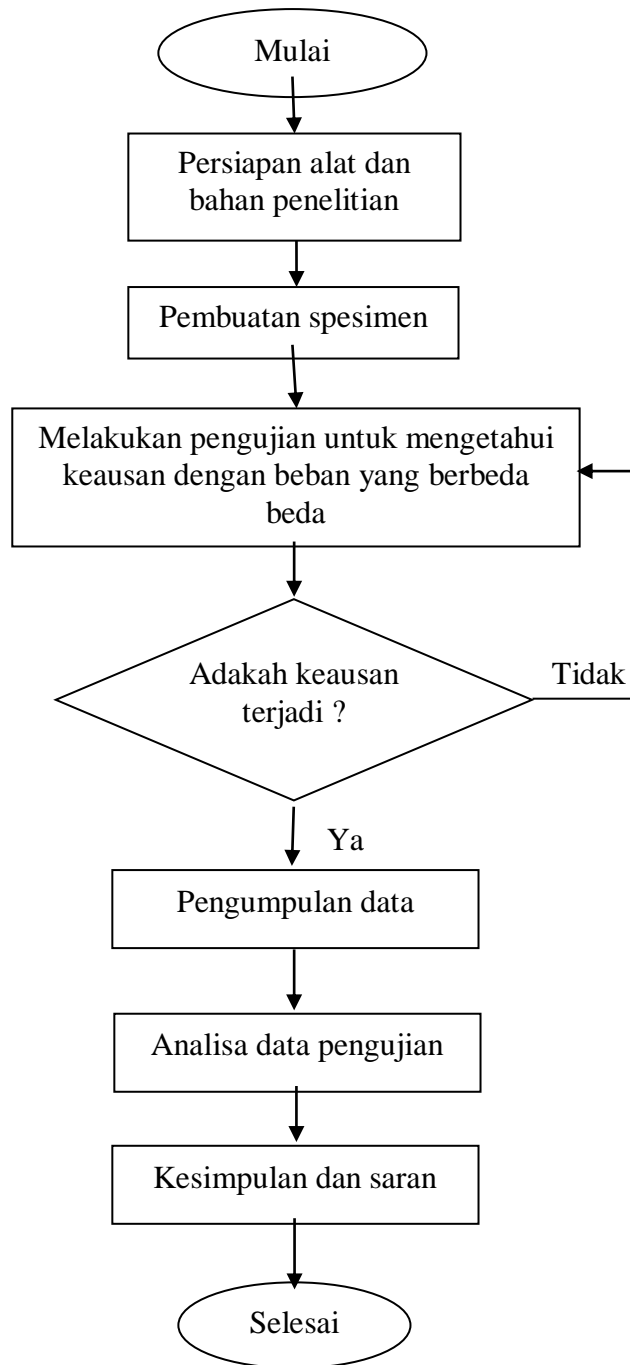 Mulai
Persiapan alat dan
bahan penelitian
Pembuatan spesimen
Melakukan pengujian untuk mengetahui
keausan dengan beban yang berbeda
beda
Adakah keausan
terjadi ?
Tidak
Ya
Pengumpulan data
Analisa data pengujian
Kesimpulan dan saran
Selesai